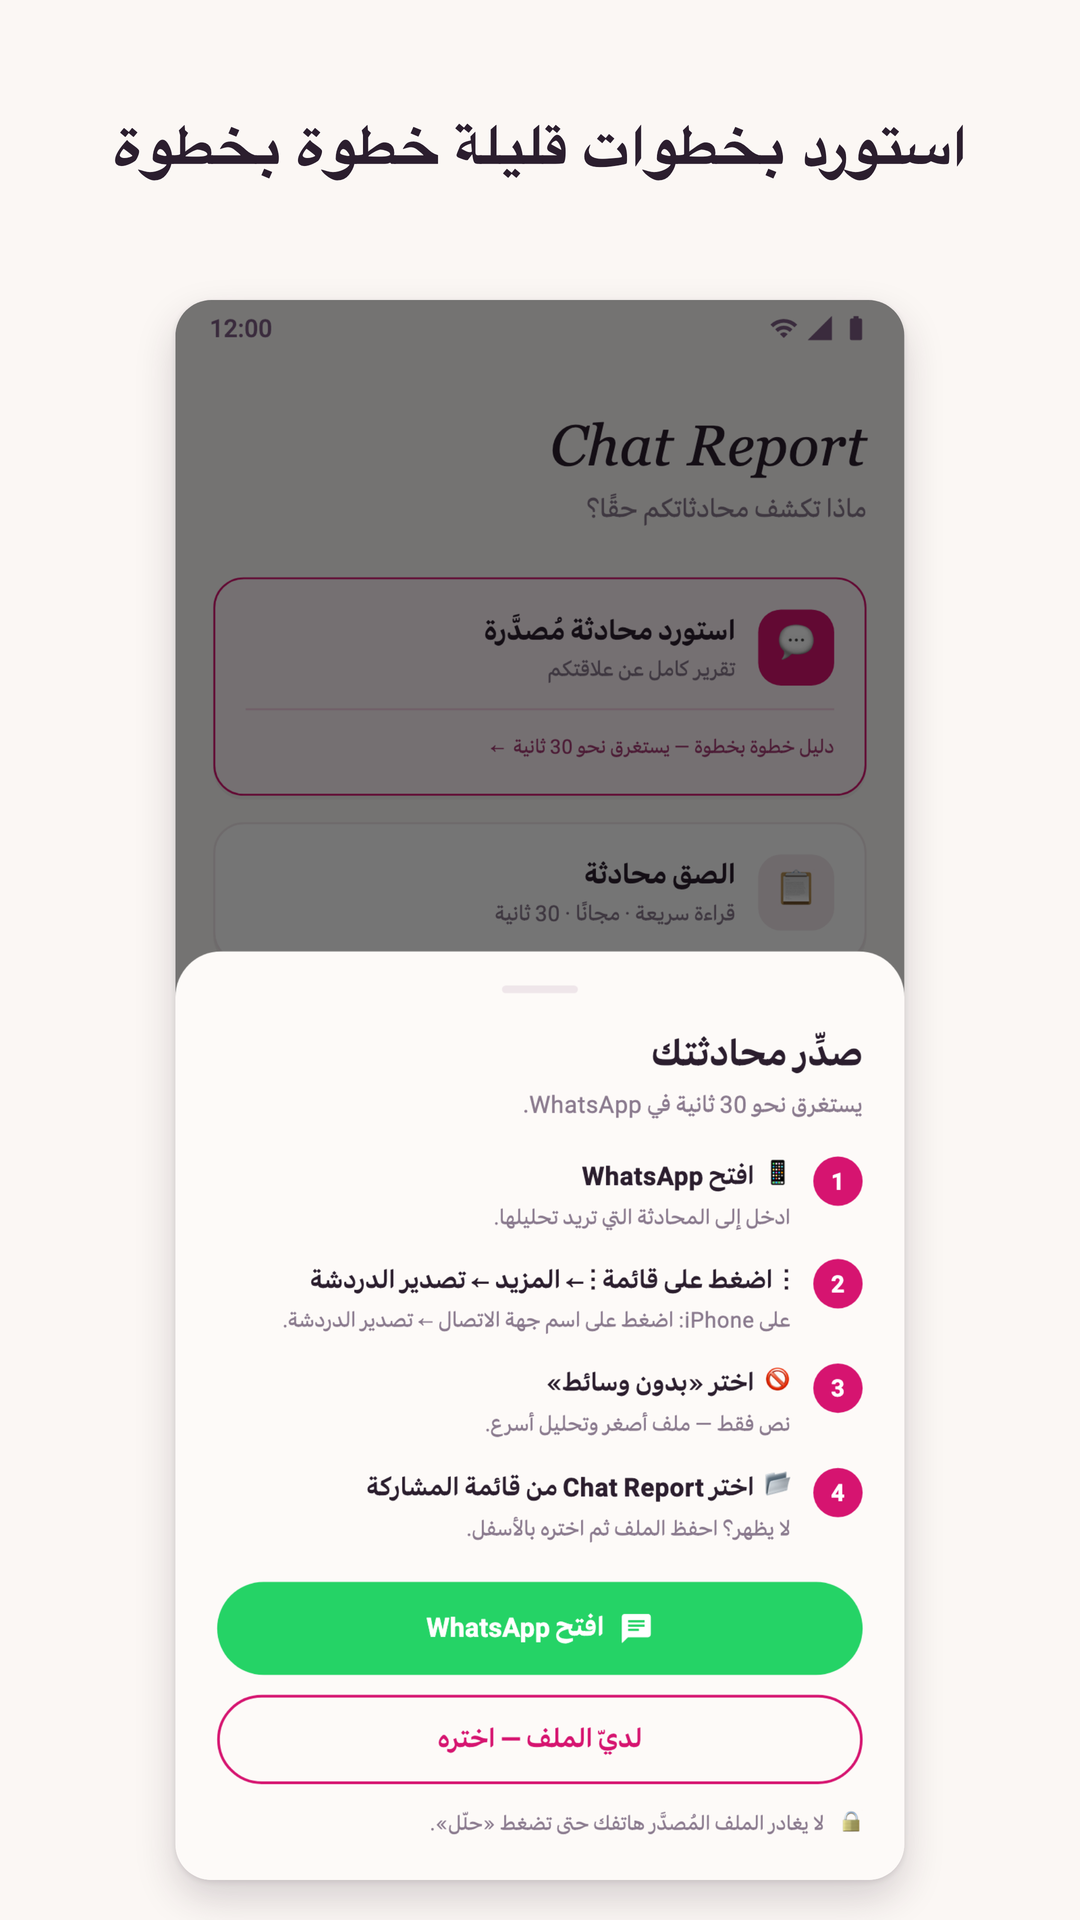 استورد بخطوات قليلة خطوة بخطوة
12:00
Chat Report
ماذا تكشف محادثاتكم حقًا؟
استورد محادثة مُصدَّرة
تقرير كامل عن علاقتكم
دليل خطوة بخطوة — يستغرق نحو 30 ثانية ←
الصق محادثة
قراءة سريعة · مجانًا · 30 ثانية
صدِّر محادثتك
يستغرق نحو 30 ثانية في WhatsApp.
1
افتح WhatsApp
ادخل إلى المحادثة التي تريد تحليلها.
2
⋮ اضغط على قائمة ⋮ ← المزيد ← تصدير الدردشة
على iPhone: اضغط على اسم جهة الاتصال ← تصدير الدردشة.
3
اختر «بدون وسائط»
نص فقط — ملف أصغر وتحليل أسرع.
4
اختر Chat Report من قائمة المشاركة
لا يظهر؟ احفظ الملف ثم اختره بالأسفل.
افتح WhatsApp
لديّ الملف — اختره
لا يغادر الملف المُصدَّر هاتفك حتى تضغط «حلّل».